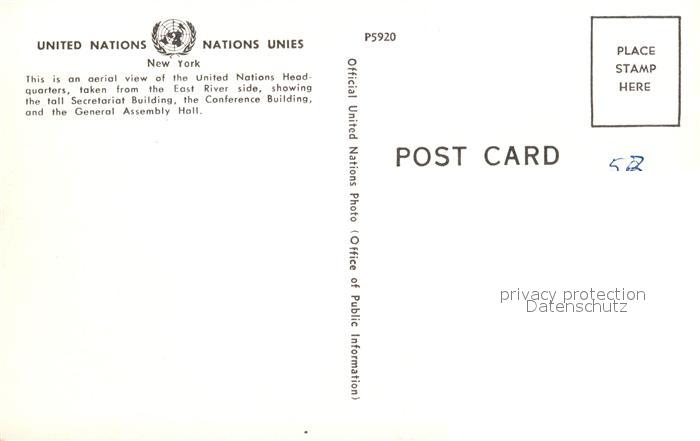 UNITED NATIONS NATIONS UNIES
New York
This is an aerial view of the United Nations Head-
quarters, taken from the East River side, showing
the tall Secretariat Building, the Conference Building,
and the General Assembly Hall.
Official United Nations Photo (Office of Public Information)
P5920
PLACE
STAMP
HERE
POST CARD
privacy protection
Datenschutz